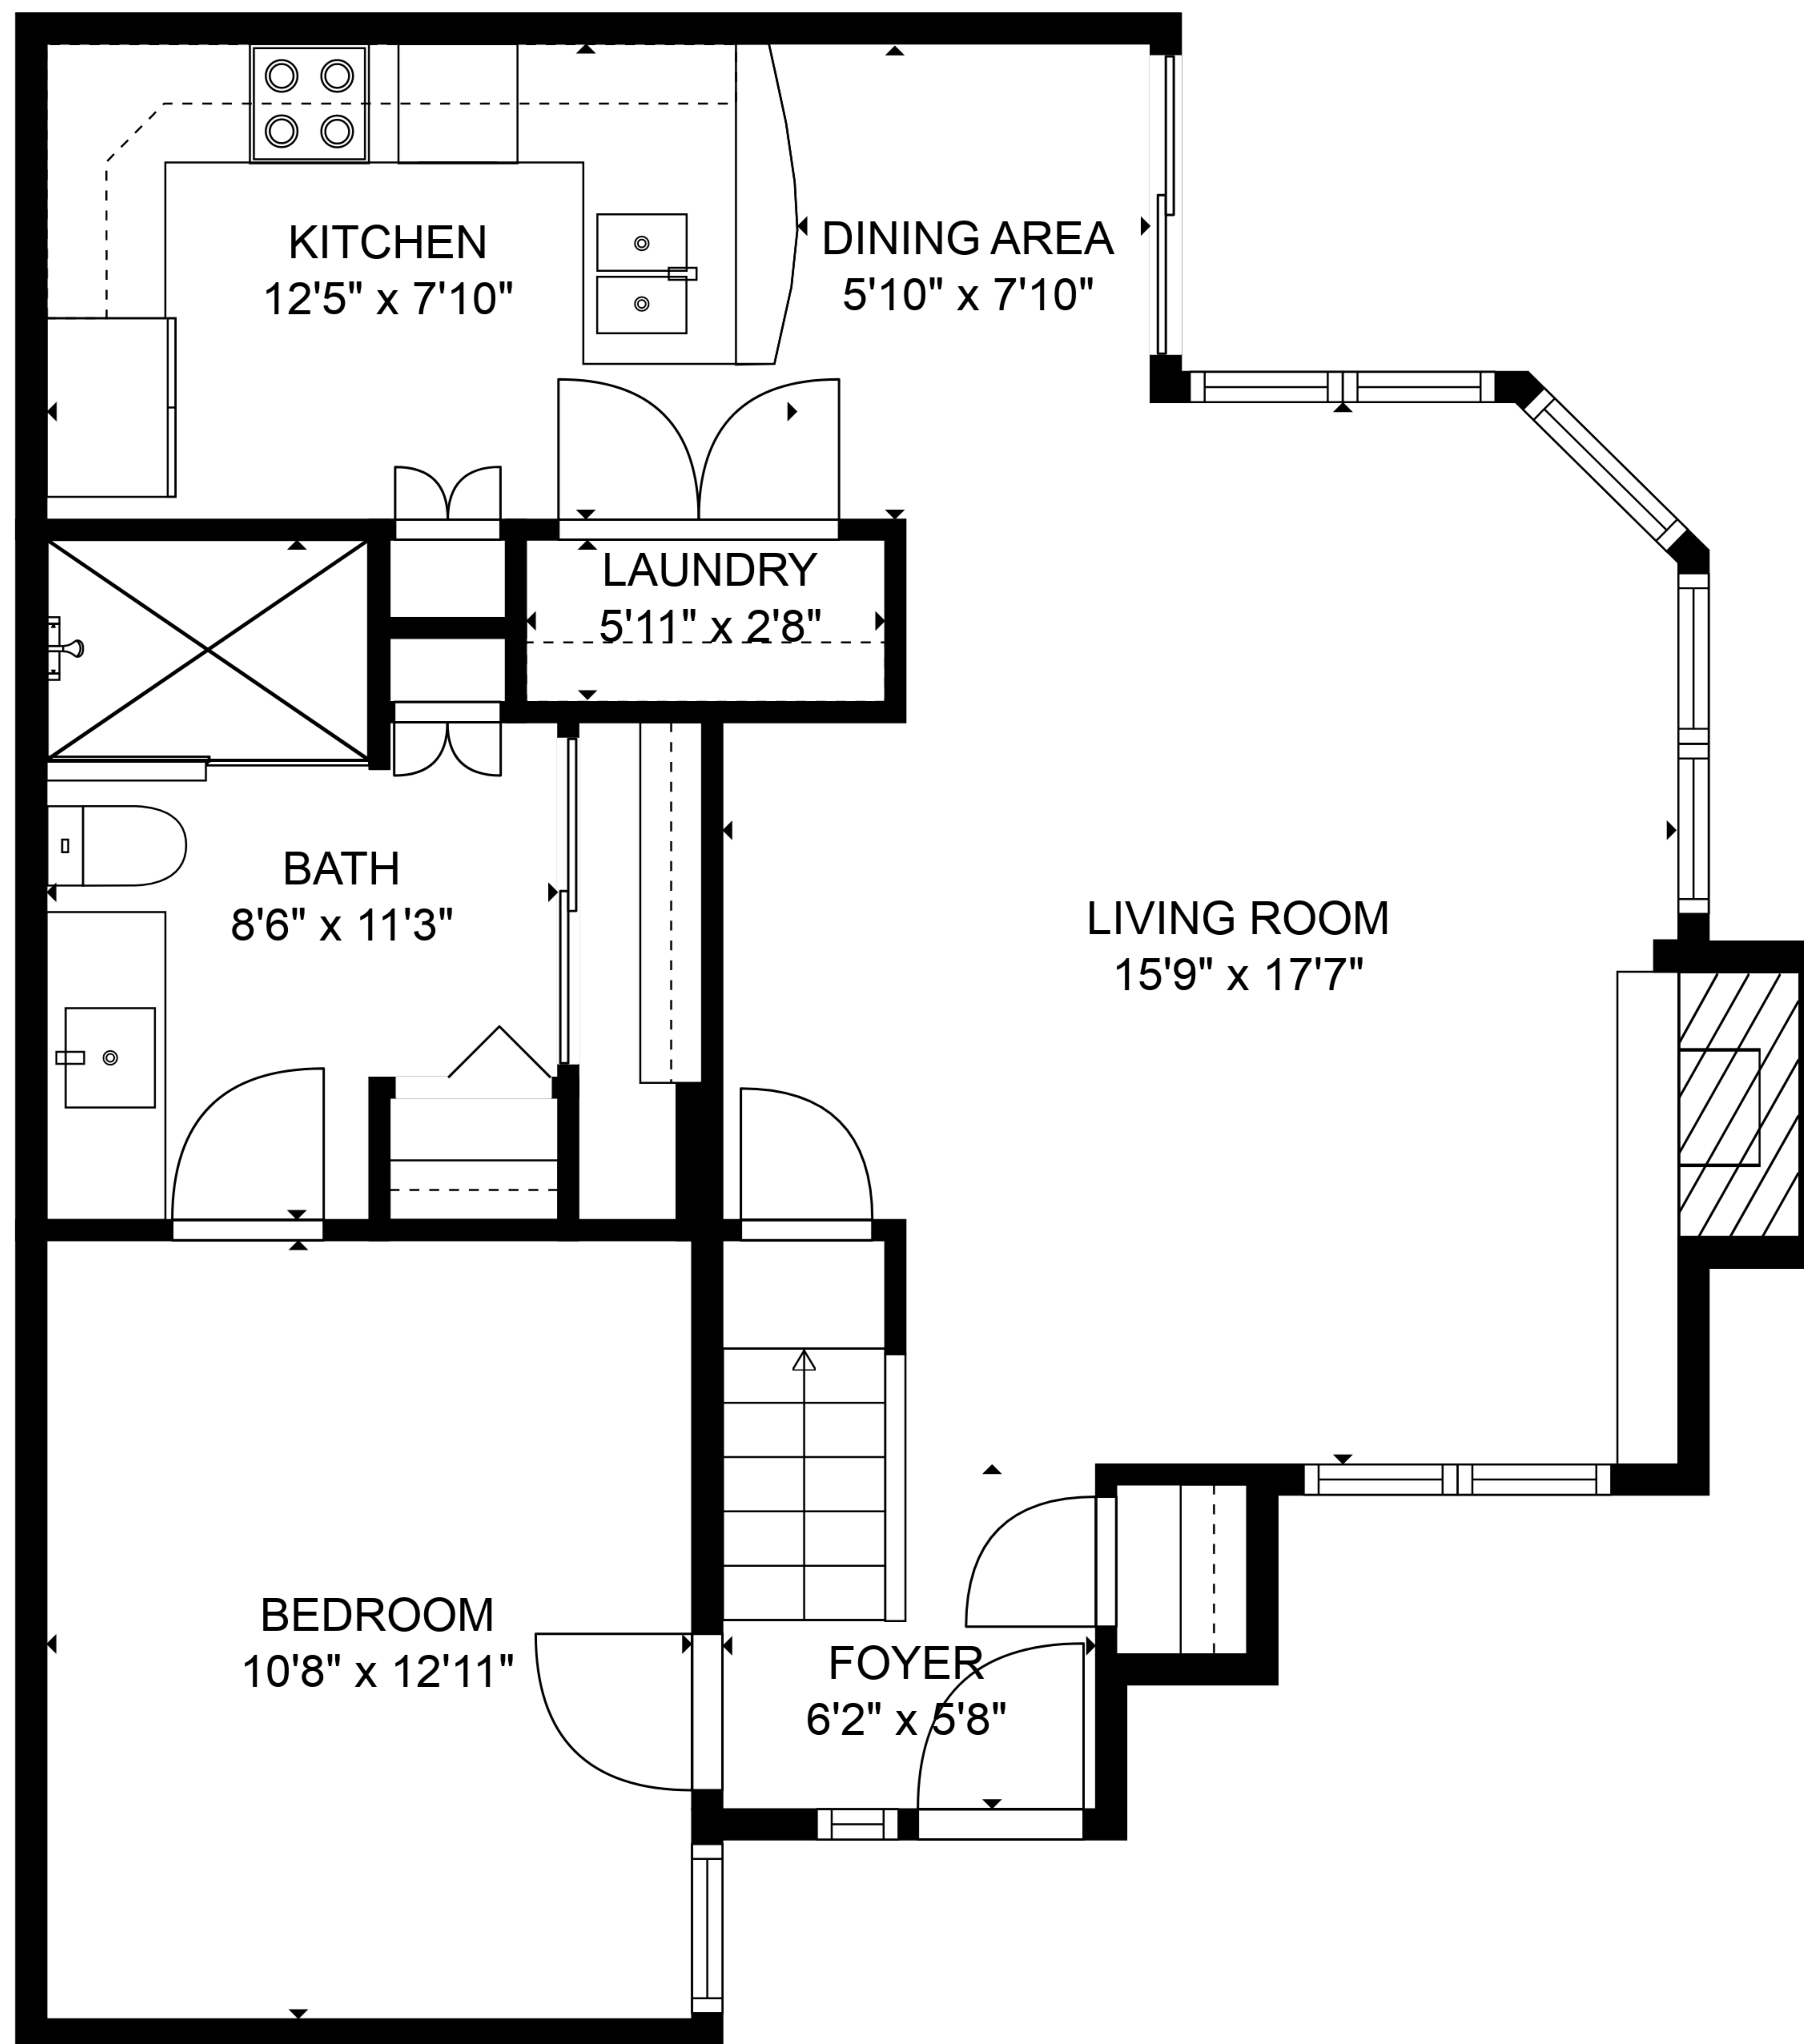 KITCHEN
12'5" x 7'10"
DINING AREA
5'10" x 7'10"
LAUNDRY
5'11" x 2'8"
BATH
8'6" x 11'3"
LIVING ROOM
15'9" x 17'7"
BEDROOM
10'8" x 12'11"
FOYER
6'2" x 5'8"